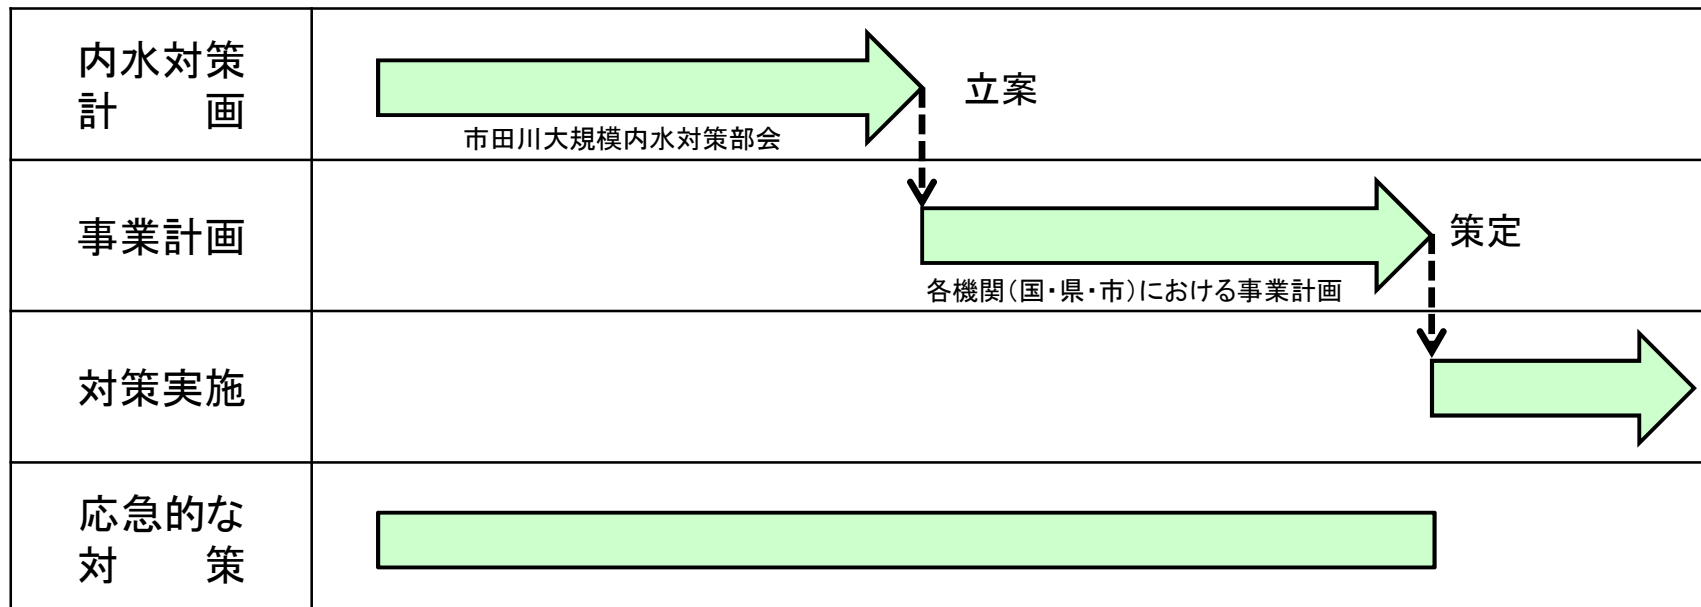 内水対策
計　　画
立案
市田川大規模内水対策部会
事業計画
策定
各機関（国・県・市）における事業計画
対策実施
応急的な
対　　策